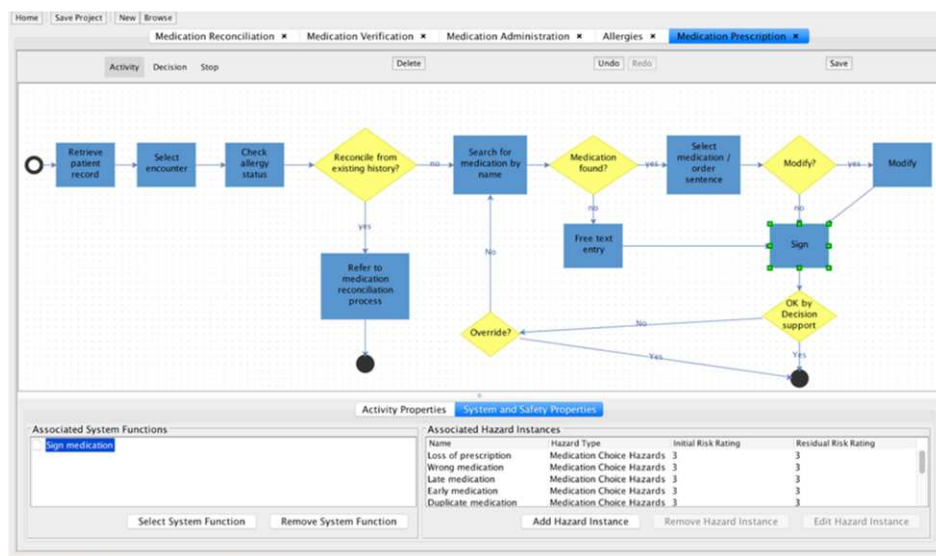 Home Save Project New Browse
Medication Reconciliation × Medication Verification × Medication Administration × Allergies × Medication Prescription ×
Activity Decision Stop Delete Undo Redo Save
Retrieve
patient
record
Select
encounter
Check
allergy
status
Reconcile from
existing history?
no
Search for
medication by
name
Medication
found?
yes
Select
medication /
order
sentence
Modify?
yes
Modify
yes
no
no
Free text
entry
Sign
Refer to
medication
reconciliation
process
No
OK by
Decision
support
Override?
No
Yes
Yes
Activity Properties System and Safety Properties
Associated System Functions
Sign medication
Select System Function Remove System Function
Associated Hazard Instances
Name Hazard Type Initial Risk Rating Residual Risk Rating
Loss of prescription Medication Choice Hazards 3 3
Wrong medication Medication Choice Hazards 3 3
Late medication Medication Choice Hazards 3 3
Early medication Medication Choice Hazards 3 3
Duplicate medication Medication Choice Hazards 3 3
Add Hazard Instance Remove Hazard Instance Edit Hazard Instance